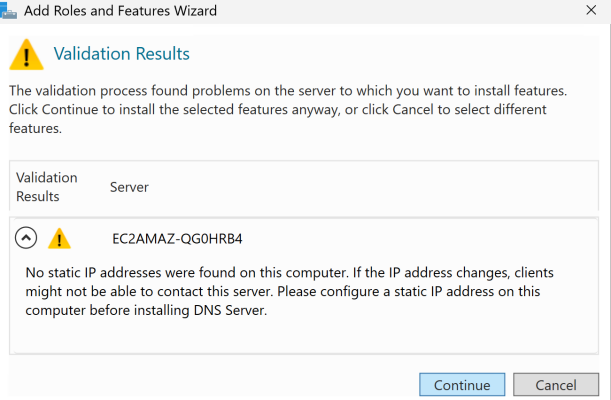 Add Roles and Features Wizard
Validation Results
The validation process found problems on the server to which you want to install features.
Click Continue to install the selected features anyway, or click Cancel to select different
features.
Validation
Results
Server
EC2AMAZ-QG0HRB4
No static IP addresses were found on this computer. If the IP address changes, clients
might not be able to contact this server. Please configure a static IP address on this
computer before installing DNS Server.
Continue
Cancel